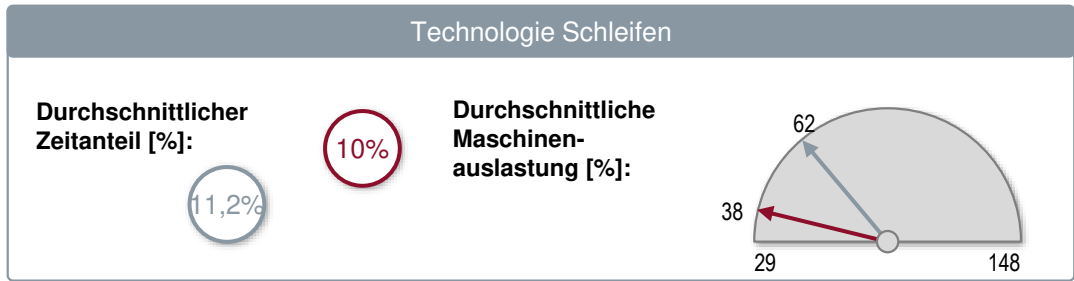 Technologie Schleifen
Durchschnittlicher
Zeitanteil [%]:
10%
11,2%
Durchschnittliche
Maschinen-
auslastung [%]:
62
38
29
148